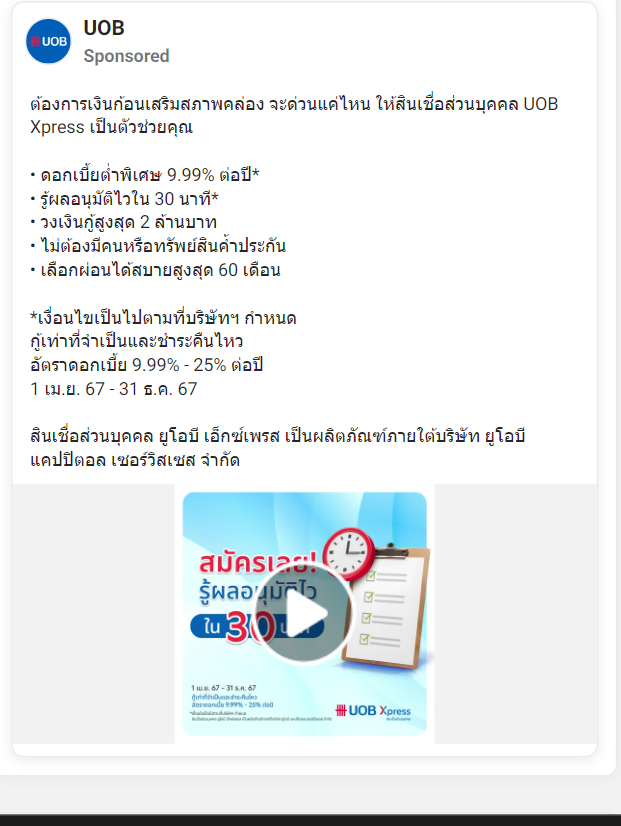 UOB
UOB
Sponsored
ต้องการเงินก้อนเสริมสภาพคล่อง จะด่วนแค่ไหน ให้สินเชื่อส่วนบุคคล UOB
Xpress เป็นตัวช่วยคุณ
• ดอกเบี้ยต่ำพิเศษ 9.99% ต่อปี*
• รู้ผลอนุมัติไวใน 30 นาที*
• วงเงินกู้สูงสุด 2 ล้านบาท
• ไม่ต้องมีคนหรือทรัพย์สินค้ำประกัน
• เลือกผ่อนได้สบายสูงสุด 60 เดือน
*เงื่อนไขเป็นไปตามที่บริษัทฯ กำหนด
กู้เท่าที่จำเป็นและชำระคืนไหว
อัตราดอกเบี้ย 9.99% - 25% ต่อปี
1 เม.ย. 67 - 31 ธ.ค. 67
สินเชื่อส่วนบุคคล ยูโอบี เอ็กซ์เพรส เป็นผลิตภัณฑ์ภายใต้บริษัท ยูโอบี
แคปปิตอล เซอร์วิสเซส จำกัด
สมัครเลย!
รู้ผลอนุมัติไว
ใน 30
1 เม.ย. 67 - 31 ธ.ค. 67
กู้เท่าที่จำเป็นและชำระคืนไหว
อัตราดอกเบี้ย 9.99% - 25% ต่อปี
UOB Xpress